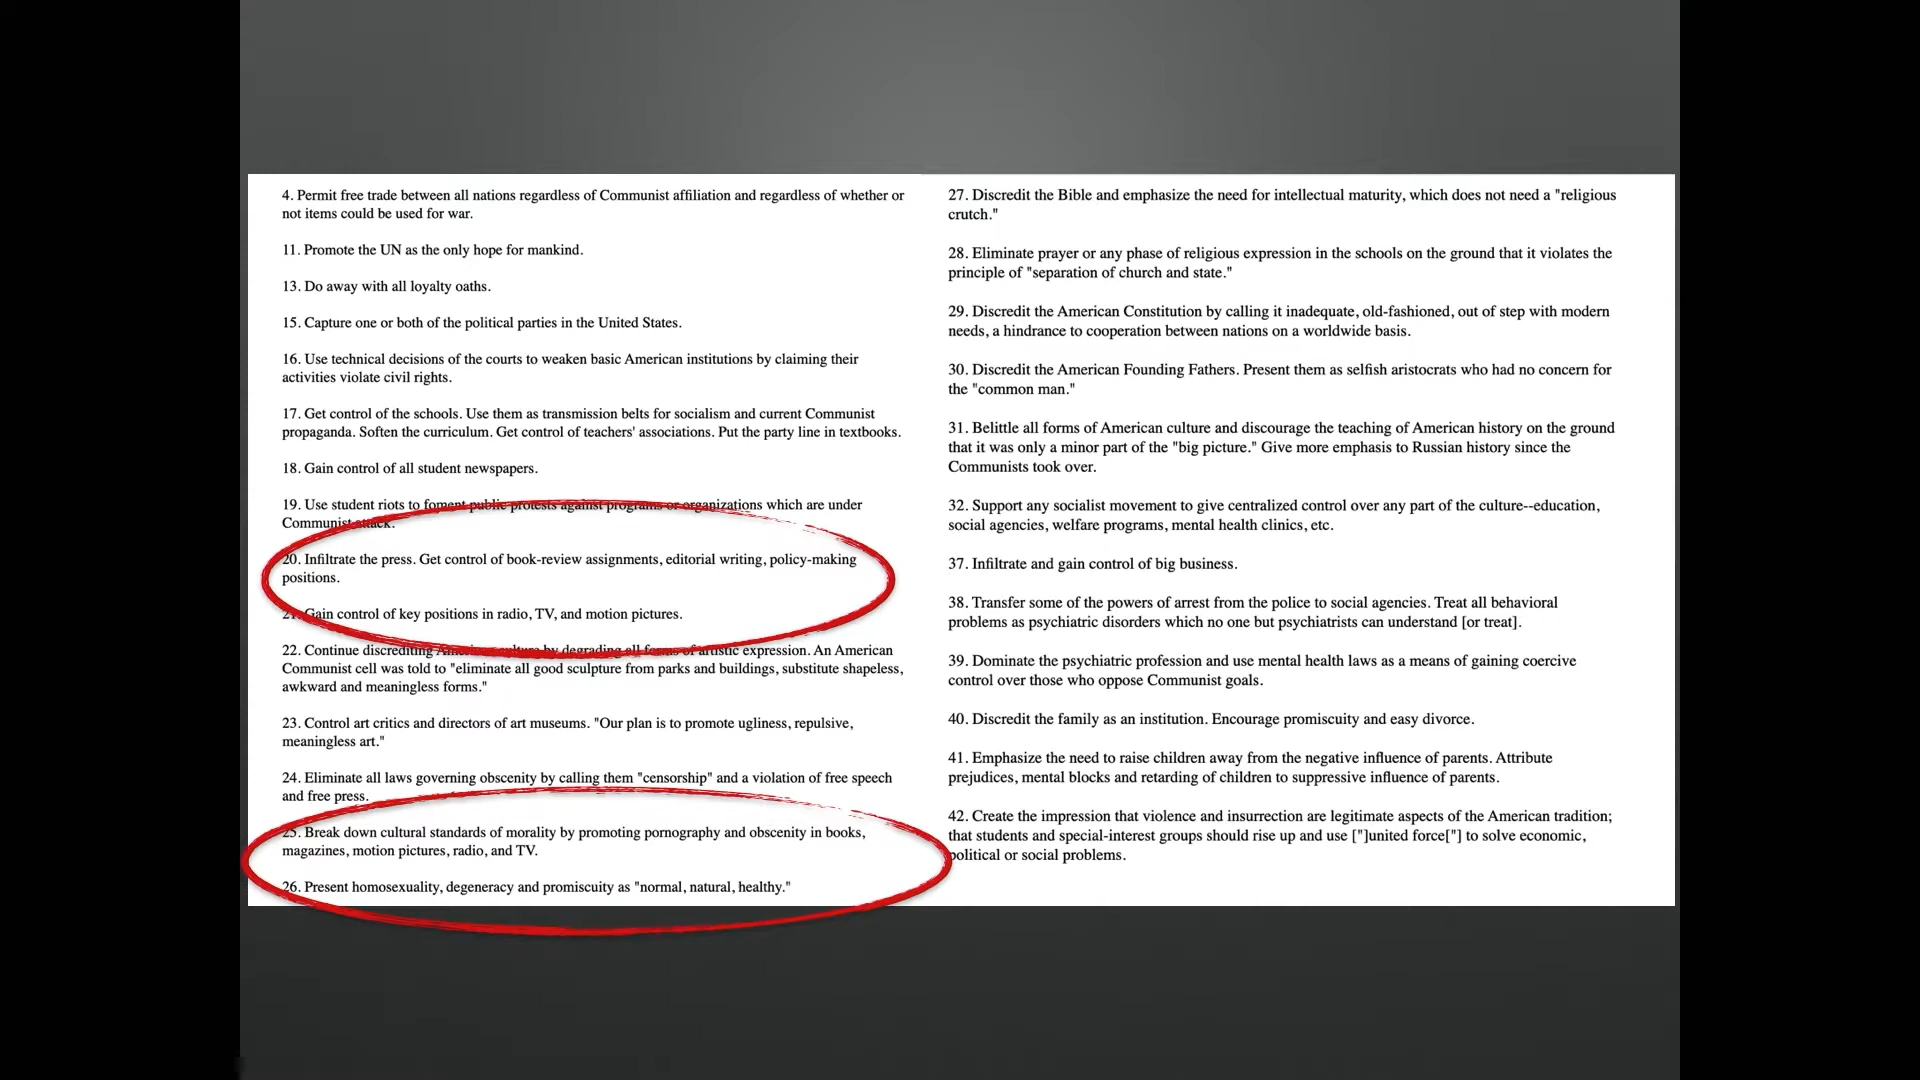 4. Permit free trade between all nations regardless of Communist affiliation and regardless of whether or
not items could be used for war.
11. Promote the UN as the only hope for mankind.
13. Do away with all loyalty oaths.
15. Capture one or both of the political parties in the United States.
16. Use technical decisions of the courts to weaken basic American institutions by claiming their
activities violate civil rights.
17. Get control of the schools. Use them as transmission belts for socialism and current Communist
propaganda. Soften the curriculum. Get control of teachers' associations. Put the party line in textbooks.
18. Gain control of all student newspapers.
19. Use student riots to foment public protests against programs or organizations which are under
Communist attack.
20. Infiltrate the press. Get control of book-review assignments, editorial writing, policy-making
positions.
21. Gain control of key positions in radio, TV, and motion pictures.
22. Continue discrediting American culture by degrading all forms of artistic expression. An American
Communist cell was told to "eliminate all good sculpture from parks and buildings, substitute shapeless,
awkward and meaningless forms."
23. Control art critics and directors of art museums. "Our plan is to promote ugliness, repulsive,
meaningless art."
24. Eliminate all laws governing obscenity by calling them "censorship" and a violation of free speech
and free press.
25. Break down cultural standards of morality by promoting pornography and obscenity in books,
magazines, motion pictures, radio, and TV.
26. Present homosexuality, degeneracy and promiscuity as "normal, natural, healthy."
27. Discredit the Bible and emphasize the need for intellectual maturity, which does not need a "religious
crutch."
28. Eliminate prayer or any phase of religious expression in the schools on the ground that it violates the
principle of "separation of church and state."
29. Discredit the American Constitution by calling it inadequate, old-fashioned, out of step with modern
needs, a hindrance to cooperation between nations on a worldwide basis.
30. Discredit the American Founding Fathers. Present them as selfish aristocrats who had no concern for
the "common man."
31. Belittle all forms of American culture and discourage the teaching of American history on the ground
that it was only a minor part of the "big picture." Give more emphasis to Russian history since the
Communists took over.
32. Support any socialist movement to give centralized control over any part of the culture--education,
social agencies, welfare programs, mental health clinics, etc.
37. Infiltrate and gain control of big business.
38. Transfer some of the powers of arrest from the police to social agencies. Treat all behavioral
problems as psychiatric disorders which no one but psychiatrists can understand [or treat].
39. Dominate the psychiatric profession and use mental health laws as a means of gaining coercive
control over those who oppose Communist goals.
40. Discredit the family as an institution. Encourage promiscuity and easy divorce.
41. Emphasize the need to raise children away from the negative influence of parents. Attribute
prejudices, mental blocks and retarding of children to suppressive influence of parents.
42. Create the impression that violence and insurrection are legitimate aspects of the American tradition;
that students and special-interest groups should rise up and use ["]united force["] to solve economic,
political or social problems.